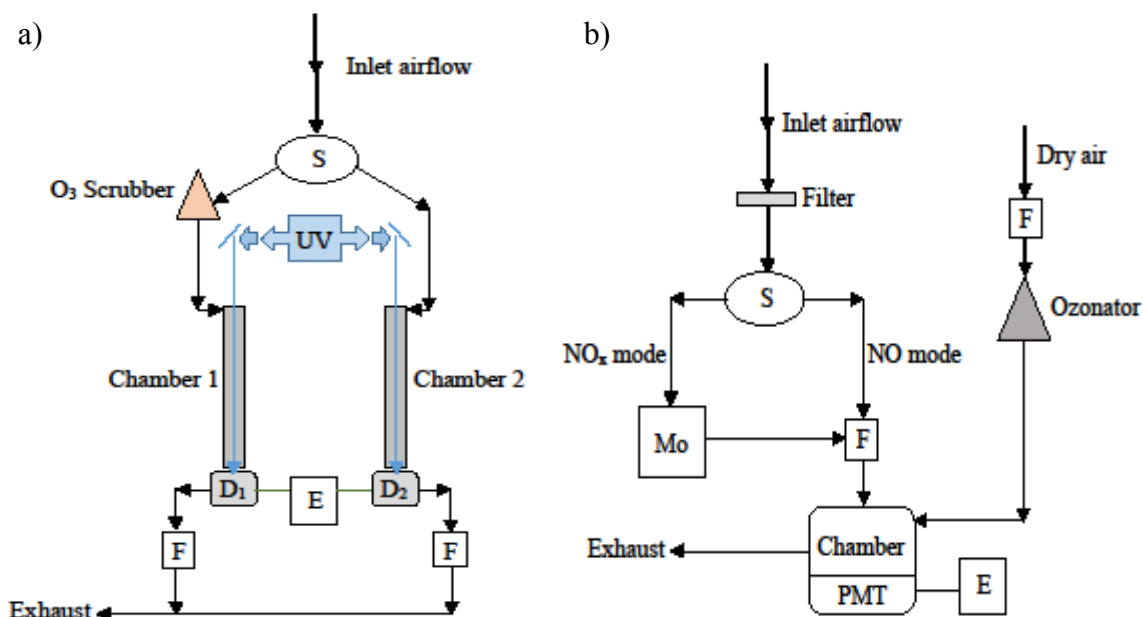 a)
Inlet airflow
S
O₃ Scrubber
UV
Chamber 1
Chamber 2
D₁
E
D₂
F
F
Exhaust
b)
Inlet airflow
Dry air
Filter
F
S
Ozonator
NOₓ mode
NO mode
Mo
F
Chamber
Exhaust
PMT
E